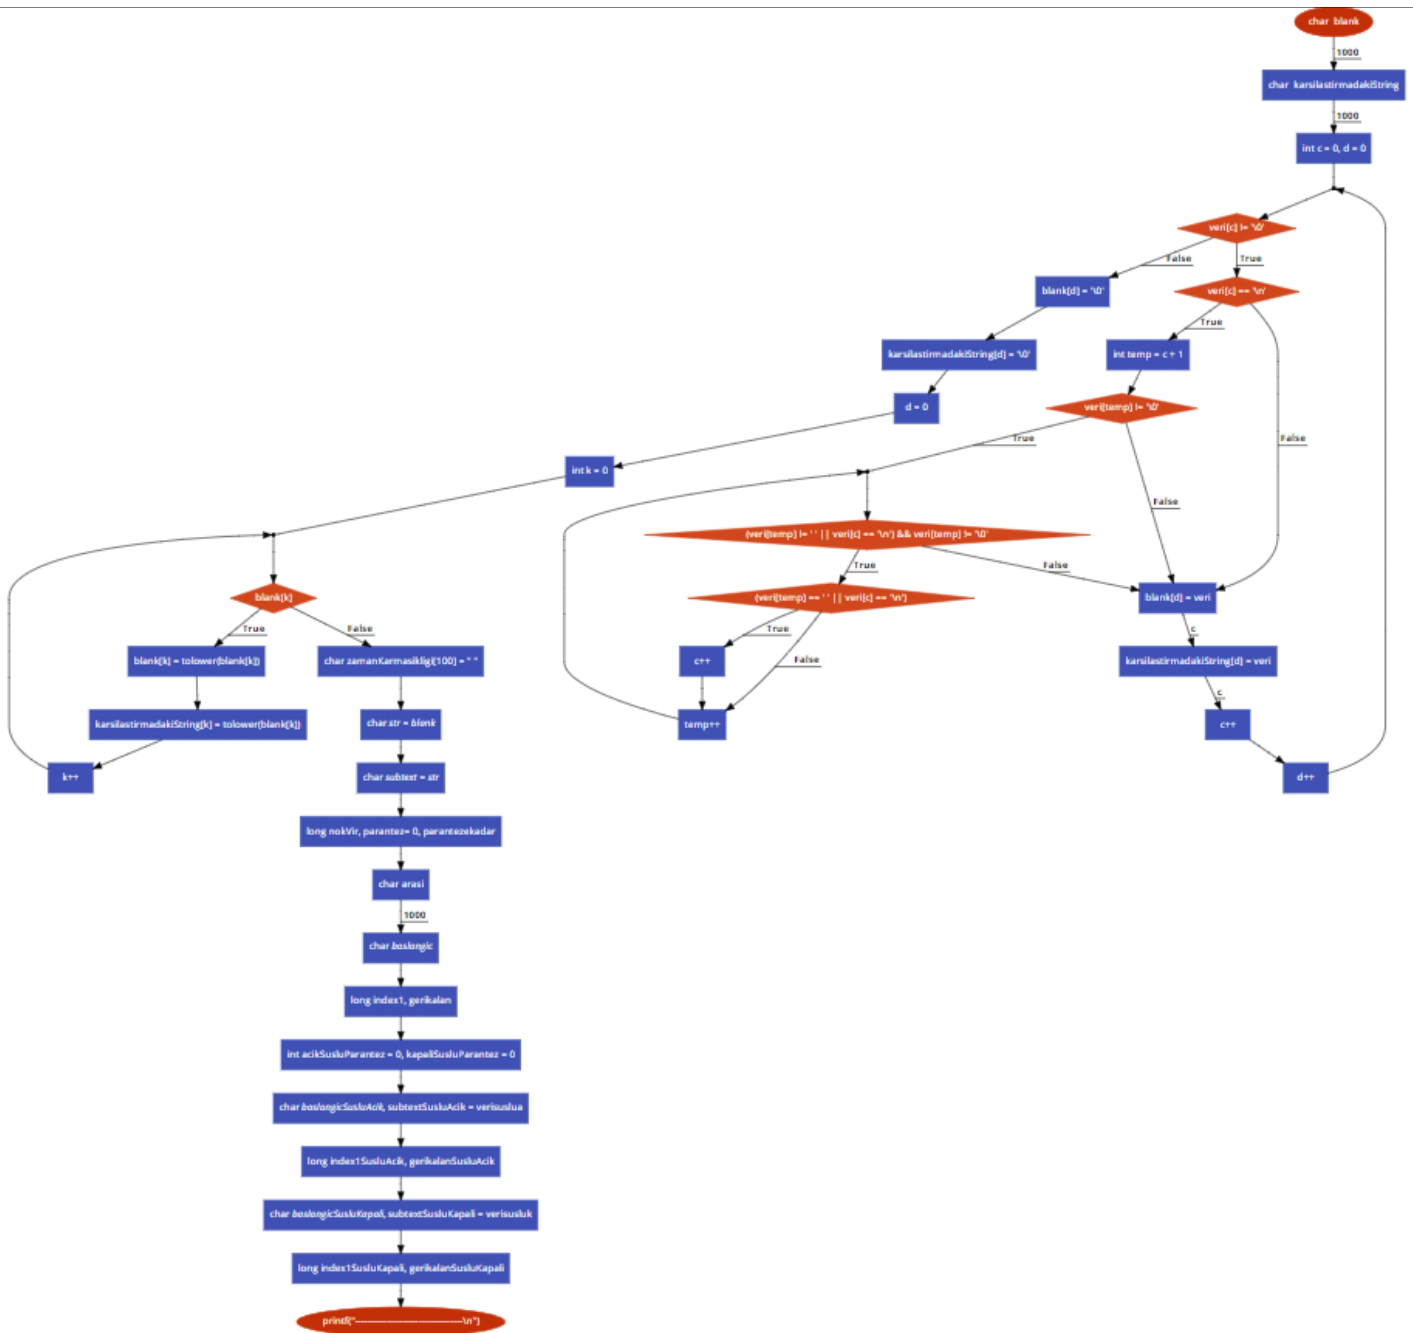 char blank
1000
char karsilastirmadakiString
1000
int c = 0, d = 0
veri[c] != '\0'
False
True
blank[d] = '\0'
veri[c] == '\n'
True
karsilastirmadakiString[d] = '\0'
int temp = c + 1
d = 0
veri[temp] != '\0'
True
False
int k = 0
False
(veri[temp] != ' ' || veri[c] == '\n') && veri[temp] != '\0'
True
False
blank[k]
(veri[temp] == ' ' || veri[c] == '\n')
blank[d] = veri
True
False
True
c
blank[k] = tolower(blank[k])
char zamanKarmasikligi(100) = " "
c++
False
karsilastirmadakiString[d] = veri
c
karsilastirmadakiString[k] = tolower(blank[k])
char str = blank
temp++
c++
k++
char subtext = str
d++
long nokVir, parantez= 0, parantezekadar
char arasi
1000
char baslangic
long index1, gerikalan
int acikSusluParantez = 0, kapaliSusluParantez = 0
char baslangicSusluAcik, subtextSusluAcik = verisuslua
long index1SusluAcik, gerikalanSusluAcik
char baslangicSusluKapali, subtextSusluKapali = verisusluk
long index1SusluKapali, gerikalanSusluKapali
printf("----------------------------------------\n")